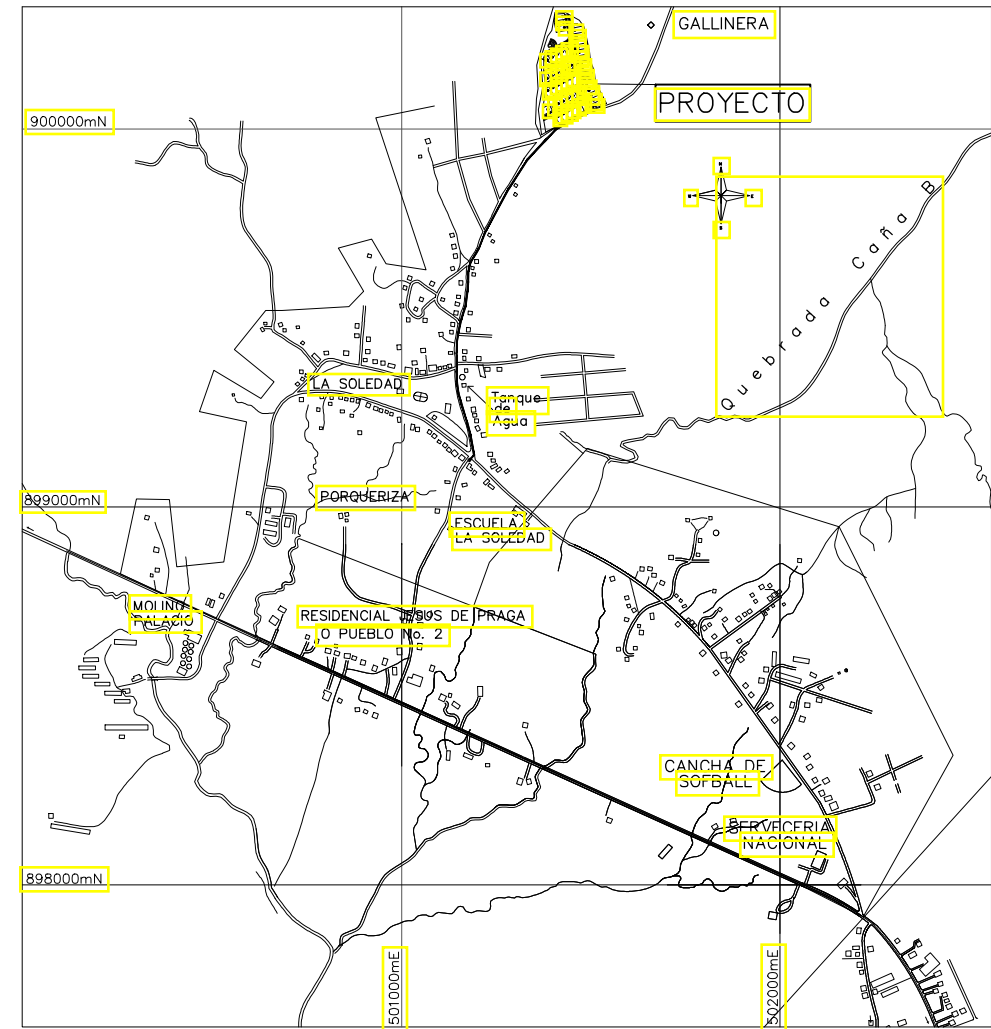 GALLINERA
PROYECTO
900000mN
N
Quebrada Caña B
LA SOLEDAD
Tanque
de
Agua
PORQUERIZA
899000mN
ESCUELA
LA SOLEDAD
MOLINO
PALACIO
RESIDENCIAL JESUS DE PRAGA
O PUEBLO No. 2
CANCHA DE
SOFBALL
SERVECERIA
NACIONAL
898000mN
501000mE
502000mE